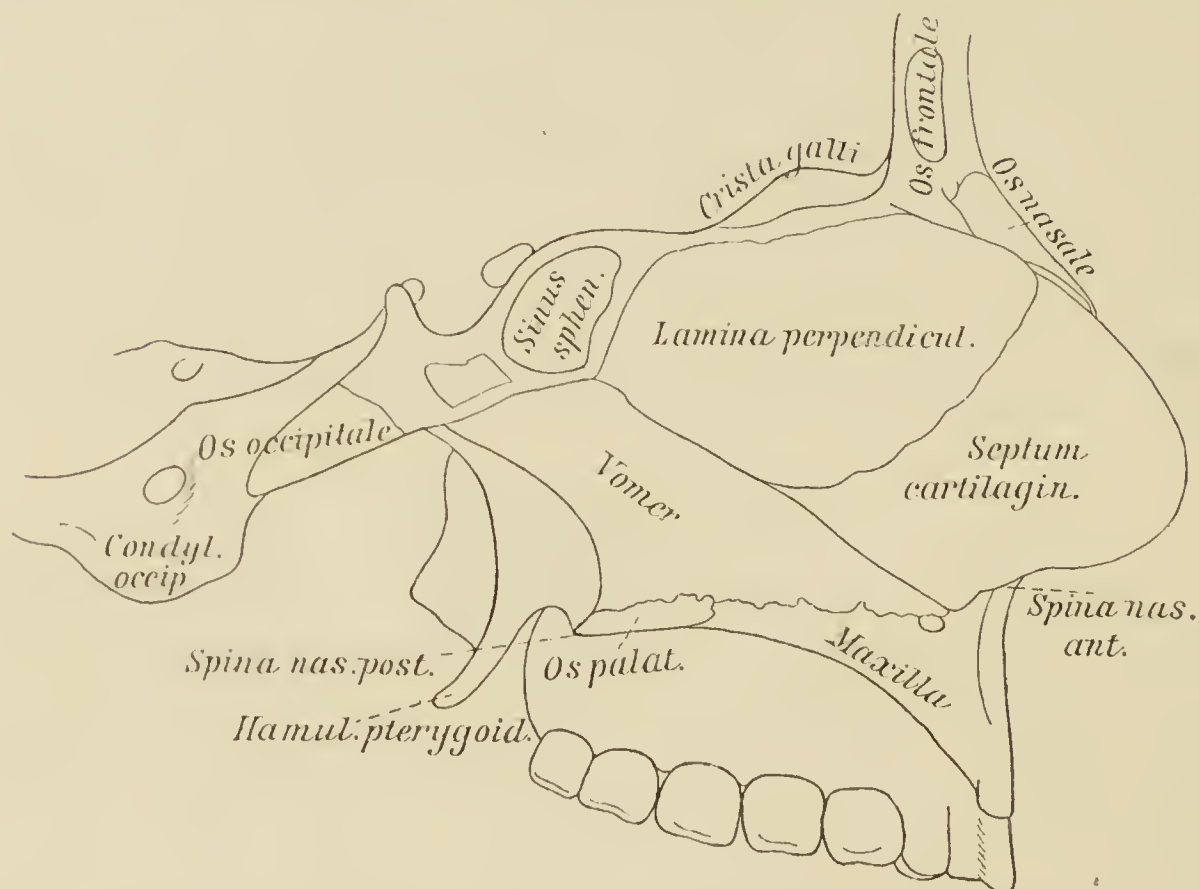 Os frontale
Crista galli
Os nasale
Sinus
sphen.
Lamina perpendicul.
Os occipitale
Septum
cartilagin.
Vomer
Condyl.
occip
Spina nas.
ant.
Spina nas. post.
Os palat.
Maxilla
Hamul. pterygoid.